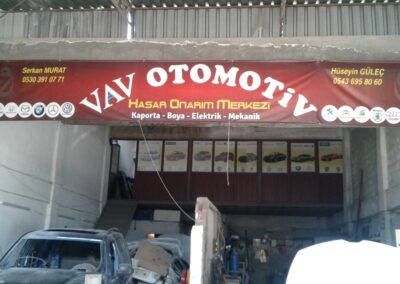 Serkan MURAT
0530 391 07 71
VAV OTOMOTİV
HASAR ONARIM MERKEZİ
Kaporta - Boya - Elektrik - Mekanik
Hüseyin GÜLEÇ
0543 695 80 60